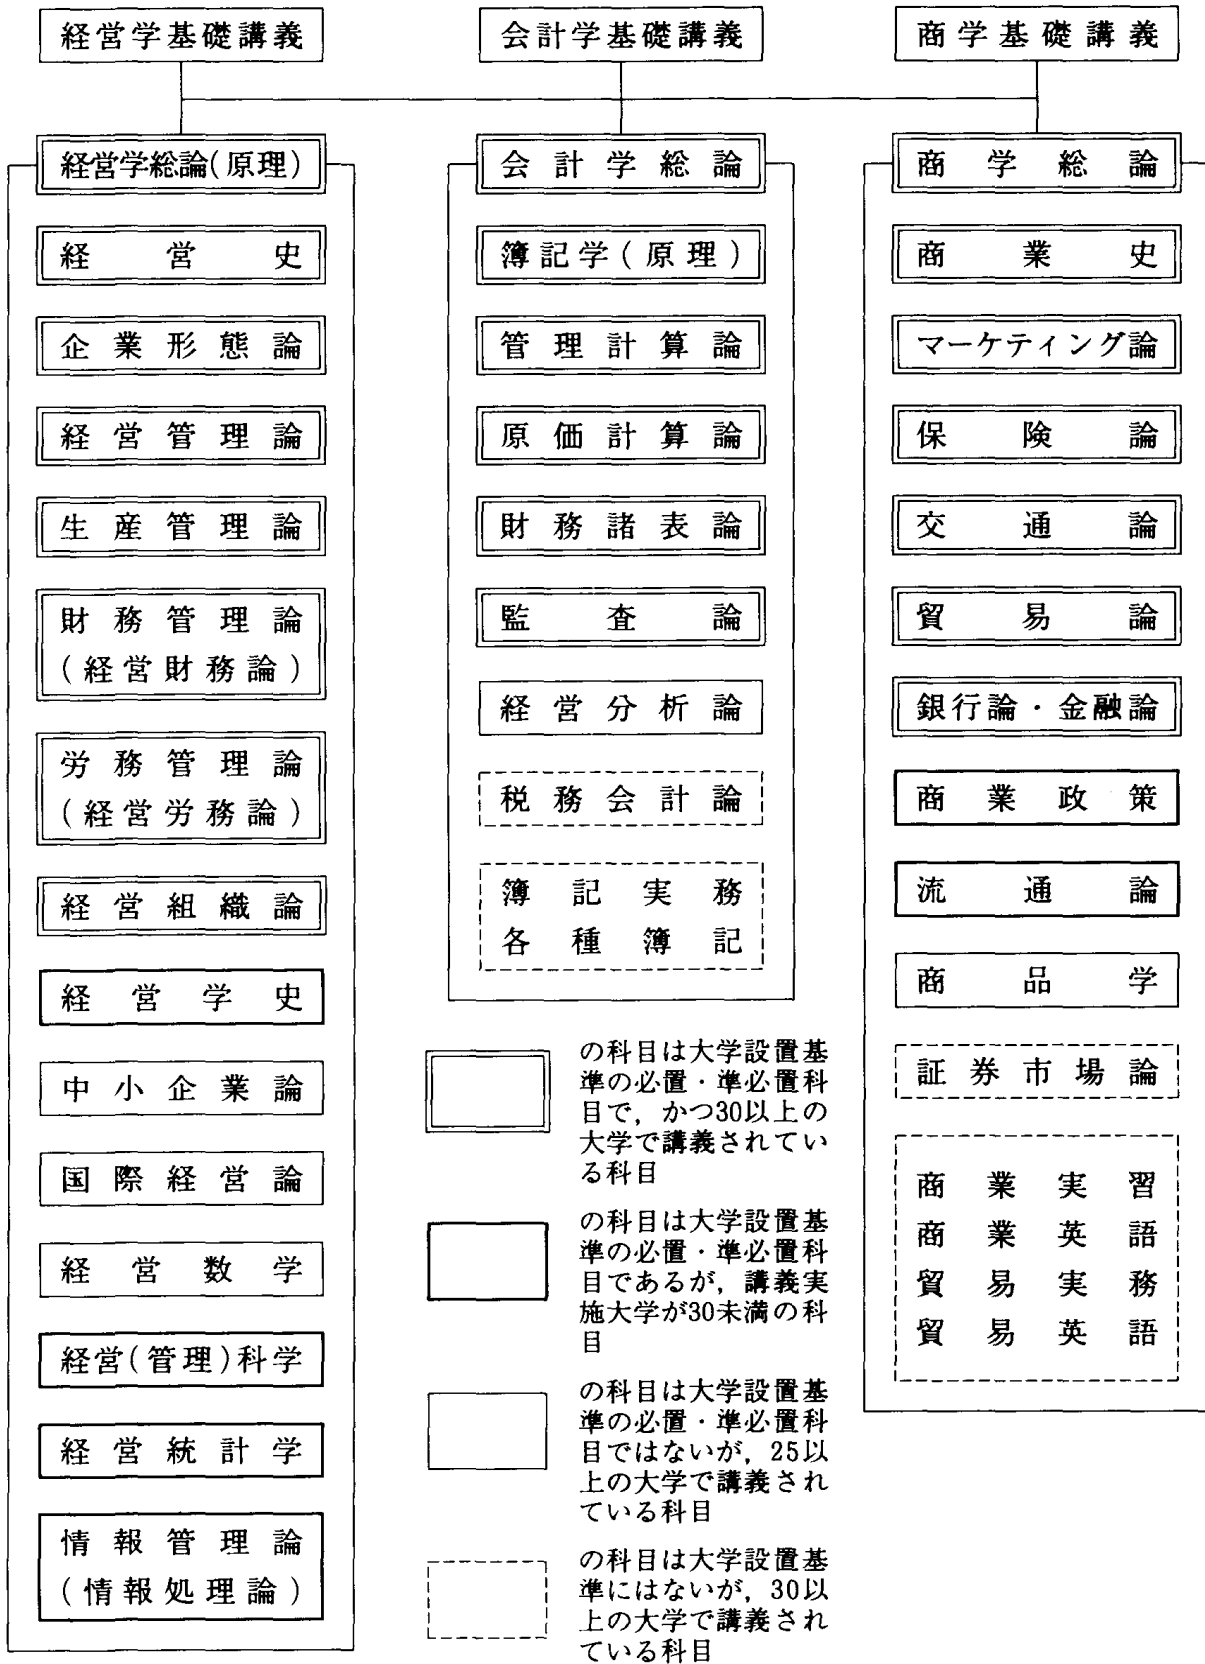 経営学基礎講義
会計学基礎講義
商学基礎講義
経営学総論(原理)
経営史
企業形態論
経営管理論
生産管理論
財務管理論
(経営財務論)
労務管理論
(経営労務論)
経営組織論
経営学史
中小企業論
国際経営論
経営数学
経営(管理)科学
経営統計学
情報管理論
(情報処理論)
会計学総論
簿記学(原理)
管理計算論
原価計算論
財務諸表論
監査論
経営分析論
税務会計論
簿記実務
各種簿記
商学総論
商業史
マーケティング論
保険論
交通論
貿易論
銀行論・金融論
商業政策
流通論
商品学
証券市場論
商業実習
商業英語
貿易実務
貿易英語
の科目は大学設置基
準の必置・準必置科
目で，かつ30以上の
大学で講義されてい
る科目
の科目は大学設置基
準の必置・準必置科
目であるが，講義実
施大学が30未満の科
目
の科目は大学設置基
準の必置・準必置科
目ではないが，25以
上の大学で講義され
ている科目
の科目は大学設置基
準にはないが，30以
上の大学で講義され
ている科目